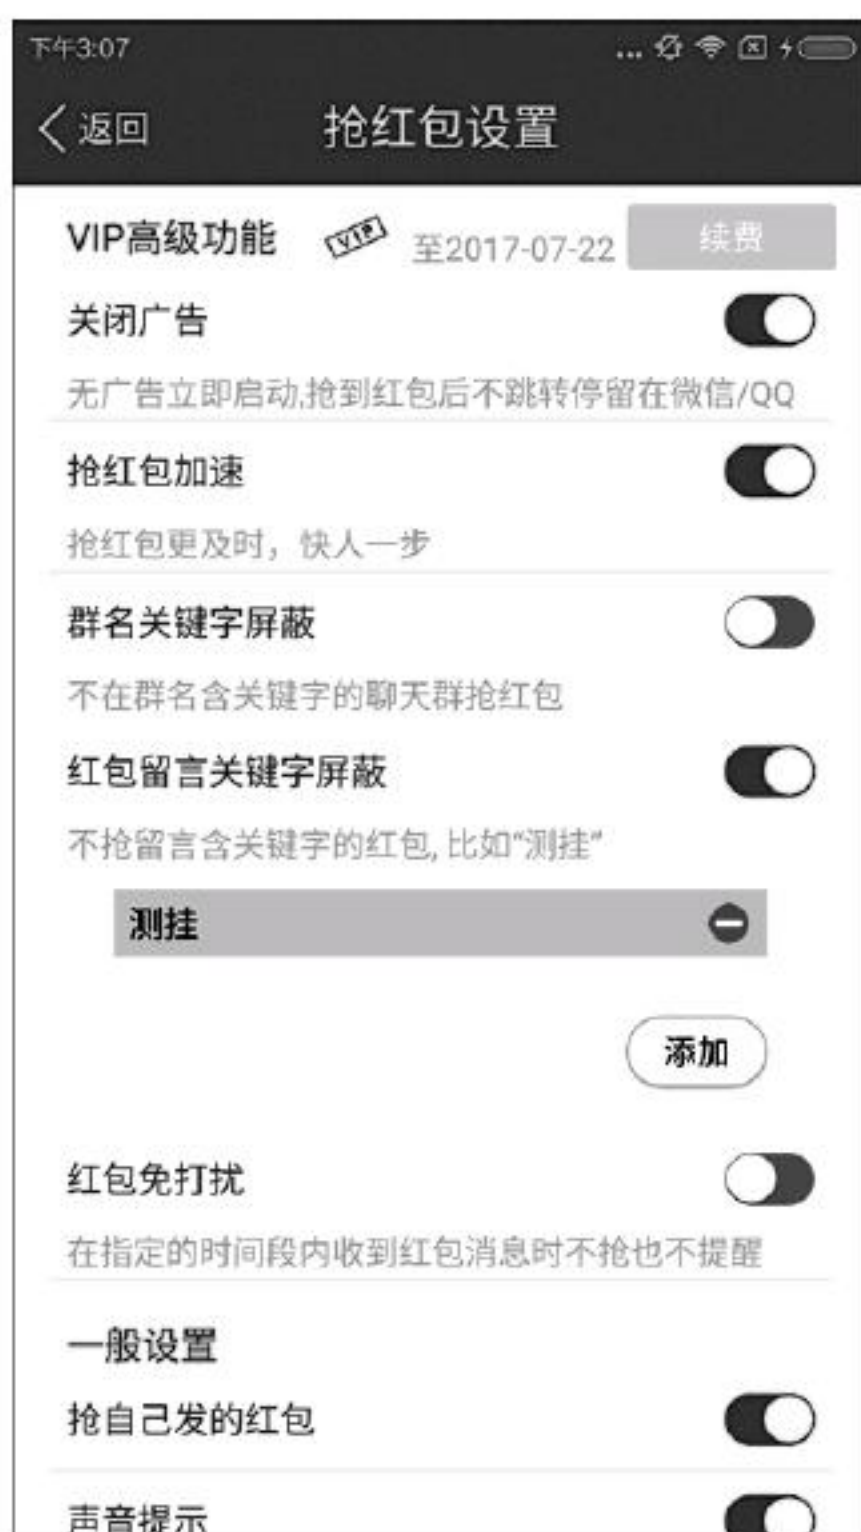 下午3:07
返回 抢红包设置
VIP高级功能 VIP 至2017-07-22 续费
关闭广告
无广告立即启动,抢到红包后不跳转停留在微信/QQ
抢红包加速
抢红包更及时，快人一步
群名关键字屏蔽
不在群名含关键字的聊天群抢红包
红包留言关键字屏蔽
不抢留言含关键字的红包, 比如“测挂”
测挂
添加
红包免打扰
在指定的时间段内收到红包消息时不抢也不提醒
一般设置
抢自己发的红包
声音提示